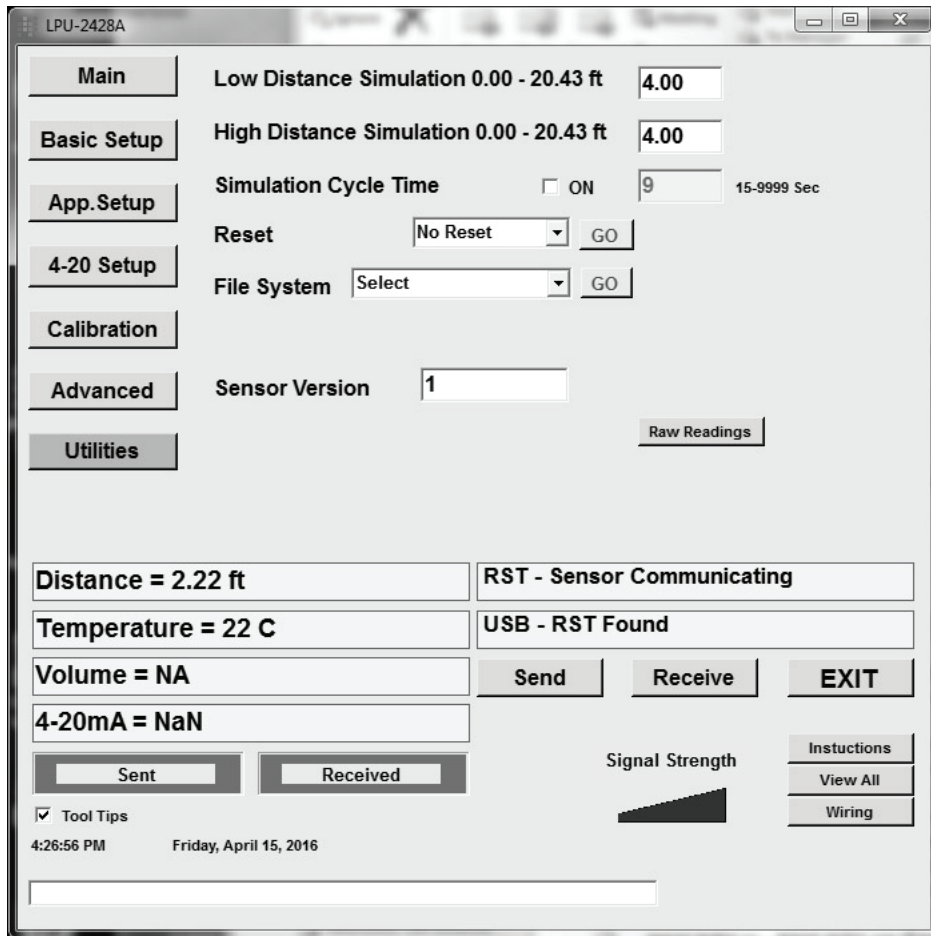 LPU-2428A
Main
Low Distance Simulation 0.00 - 20.43 ft
4.00
Basic Setup
High Distance Simulation 0.00 - 20.43 ft
4.00
App.Setup
Simulation Cycle Time
ON
9
15-9999 Sec
Reset
No Reset
GO
4-20 Setup
File System
Select
GO
Calibration
Advanced
Sensor Version
1
Utilities
Raw Readings
Distance = 2.22 ft
RST - Sensor Communicating
Temperature = 22 C
USB - RST Found
Volume = NA
Send
Receive
EXIT
4-20mA = NaN
Sent
Received
Signal Strength
Instuctions
View All
Wiring
Tool Tips
4:26:56 PM
Friday, April 15, 2016